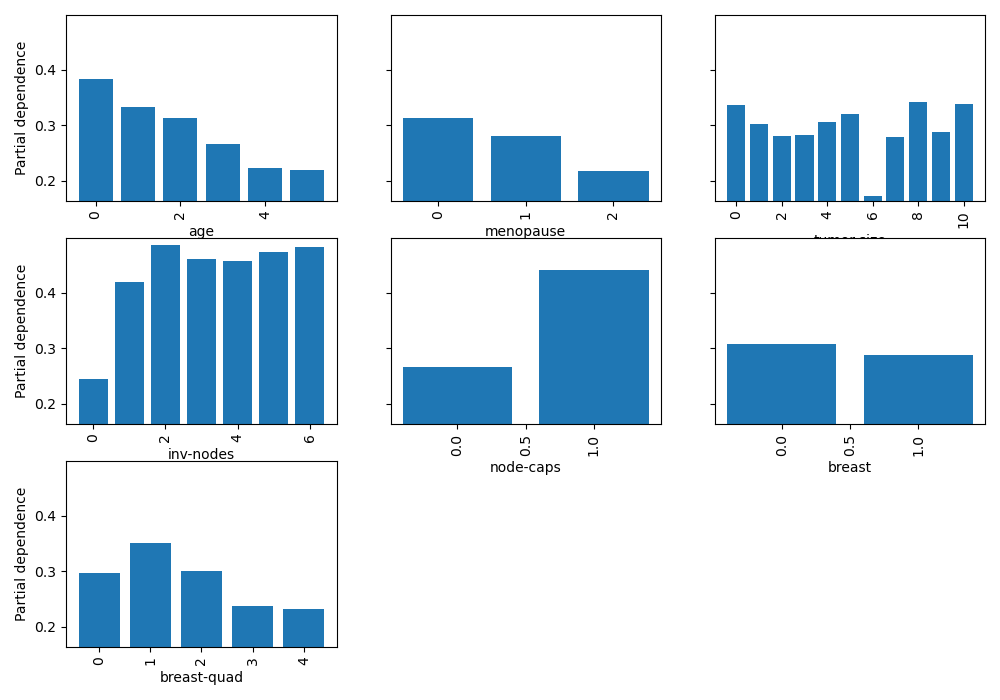 Partial dependence
0.4
0.3
0.2
0 2 4
age
0 1 2
menopause
0 2 4 6 8 10
tumor-size
Partial dependence
0.4
0.3
0.2
0 2 4 6
inv-nodes
0.0 0.5 1.0
node-caps
0.0 0.5 1.0
breast
Partial dependence
0.4
0.3
0.2
0 1 2 3 4
breast-quad